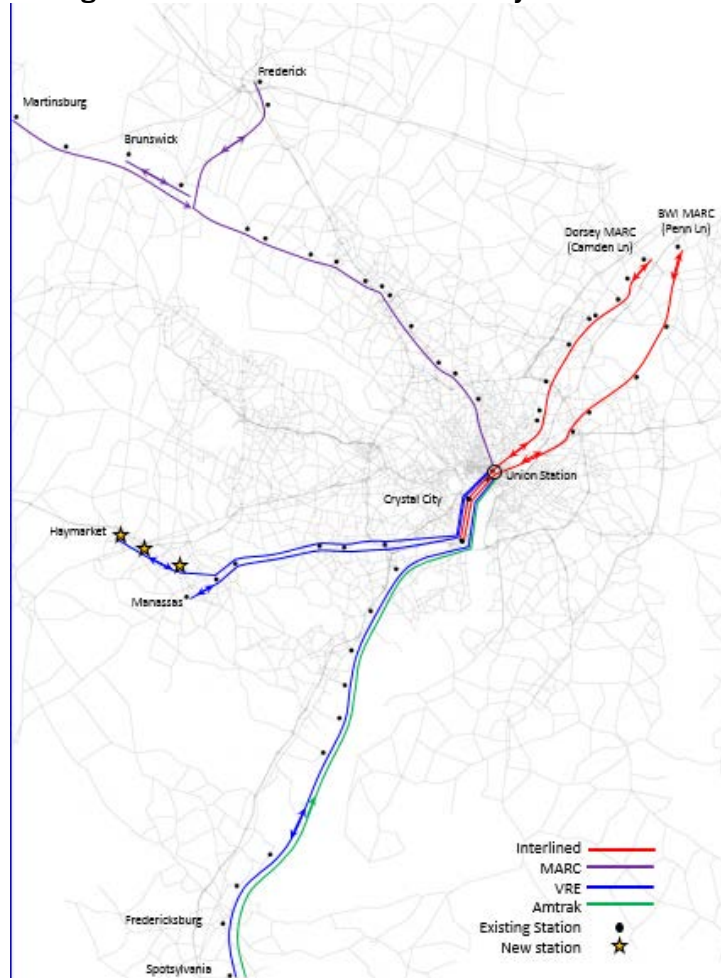 Frederick
Martinsburg
Brunswick
BWI MARC
(Penn Ln)
Dorsey MARC
(Camden Ln)
Union Station
Crystal City
Haymarket
Manassas
Interlined
MARC
VRE
Amtrak
Fredericksburg
Existing Station
New station
Spotsylvania